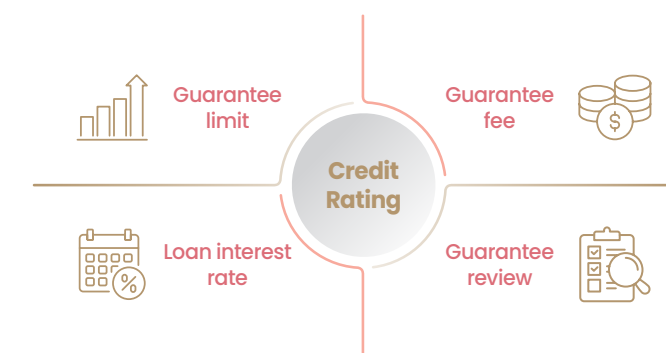 Guarantee
limit
Guarantee
fee
Credit
Rating
Loan interest
rate
Guarantee
review